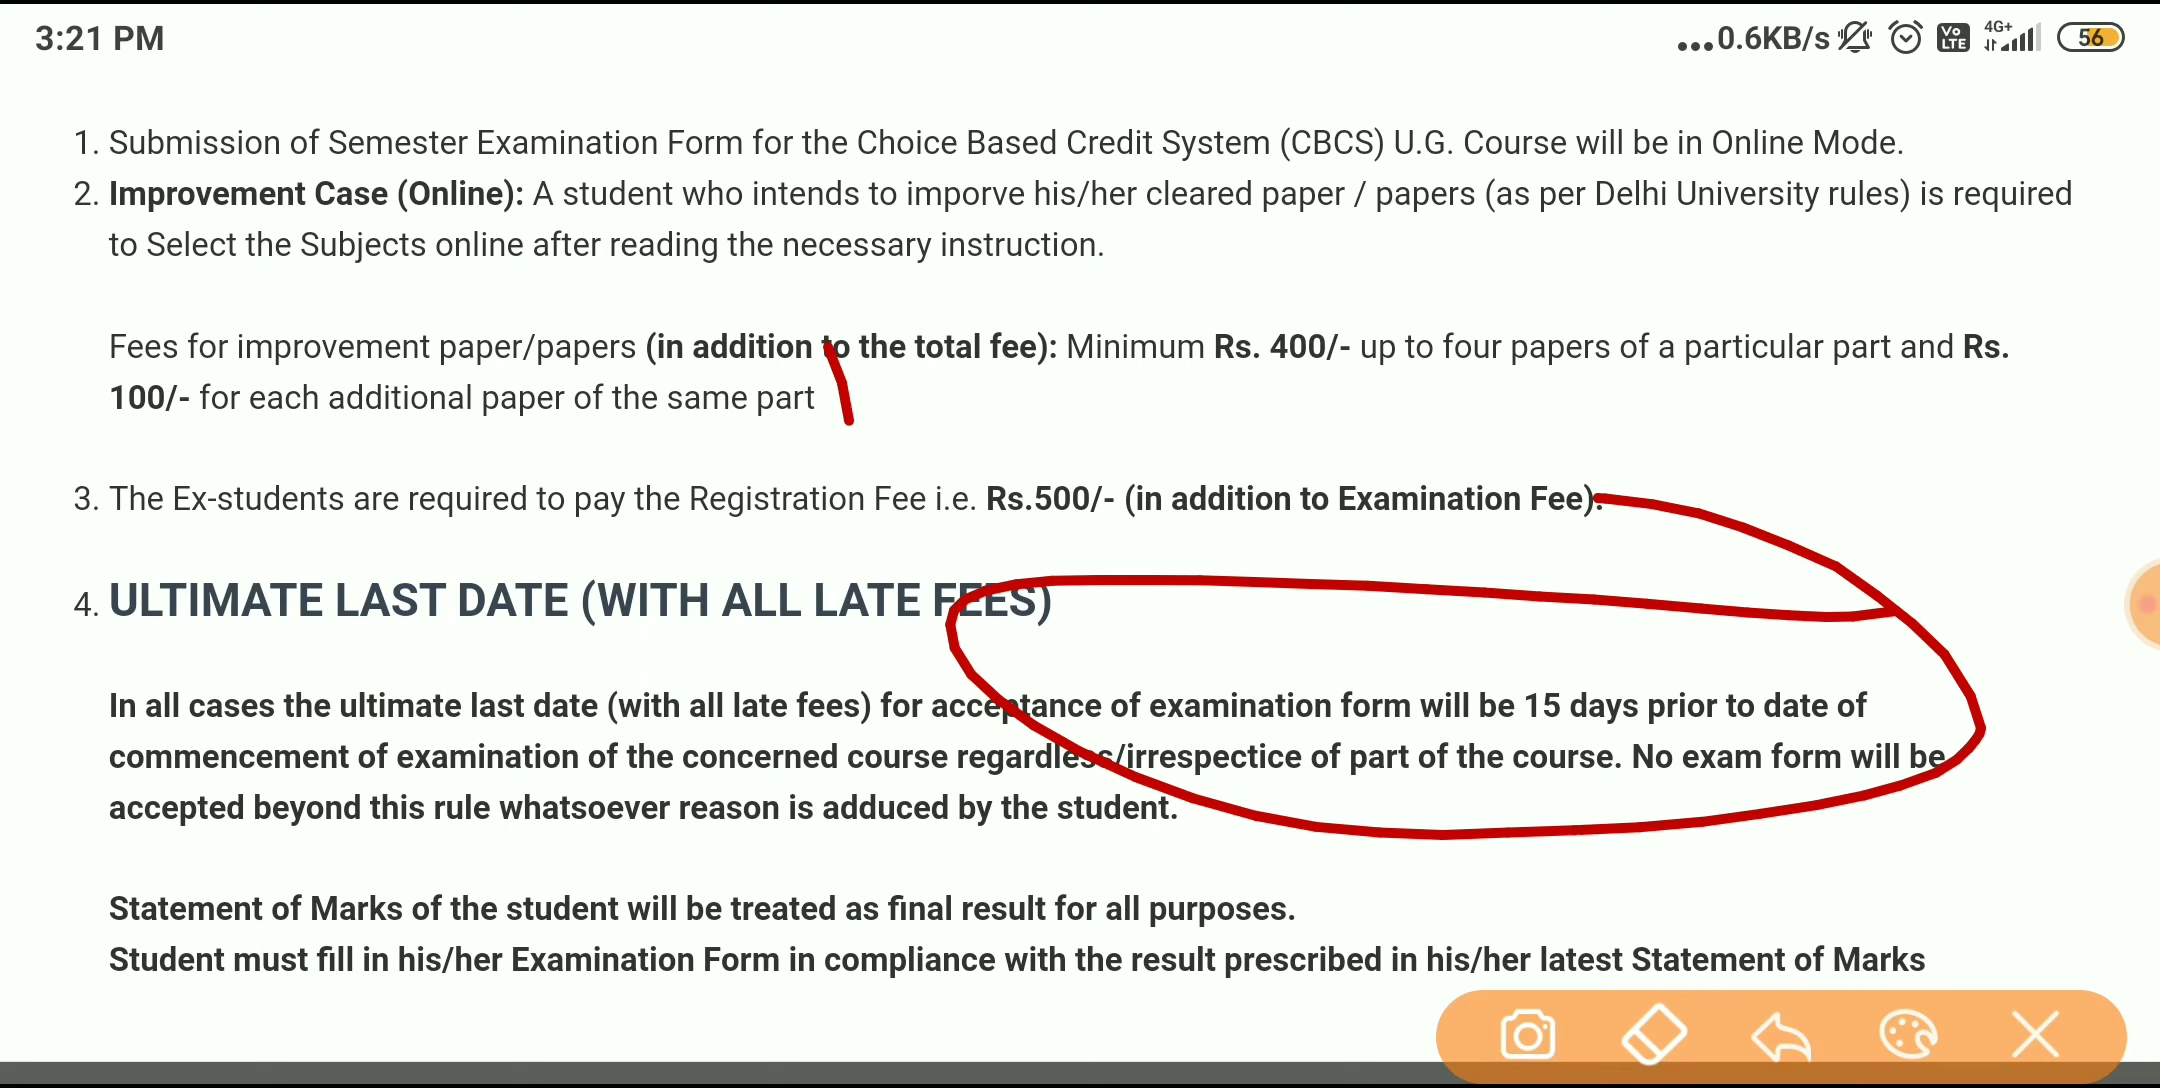 3:21 PM
...0.6KB/s Vo LTE 4G+ 56
1. Submission of Semester Examination Form for the Choice Based Credit System (CBCS) U.G. Course will be in Online Mode.
2. Improvement Case (Online): A student who intends to imporve his/her cleared paper / papers (as per Delhi University rules) is required
to Select the Subjects online after reading the necessary instruction.
Fees for improvement paper/papers (in addition to the total fee): Minimum Rs. 400/- up to four papers of a particular part and Rs.
100/- for each additional paper of the same part
3. The Ex-students are required to pay the Registration Fee i.e. Rs.500/- (in addition to Examination Fee).
4. ULTIMATE LAST DATE (WITH ALL LATE FEES)
In all cases the ultimate last date (with all late fees) for acceptance of examination form will be 15 days prior to date of
commencement of examination of the concerned course regardless/irrespectice of part of the course. No exam form will be
accepted beyond this rule whatsoever reason is adduced by the student.
Statement of Marks of the student will be treated as final result for all purposes.
Student must fill in his/her Examination Form in compliance with the result prescribed in his/her latest Statement of Marks